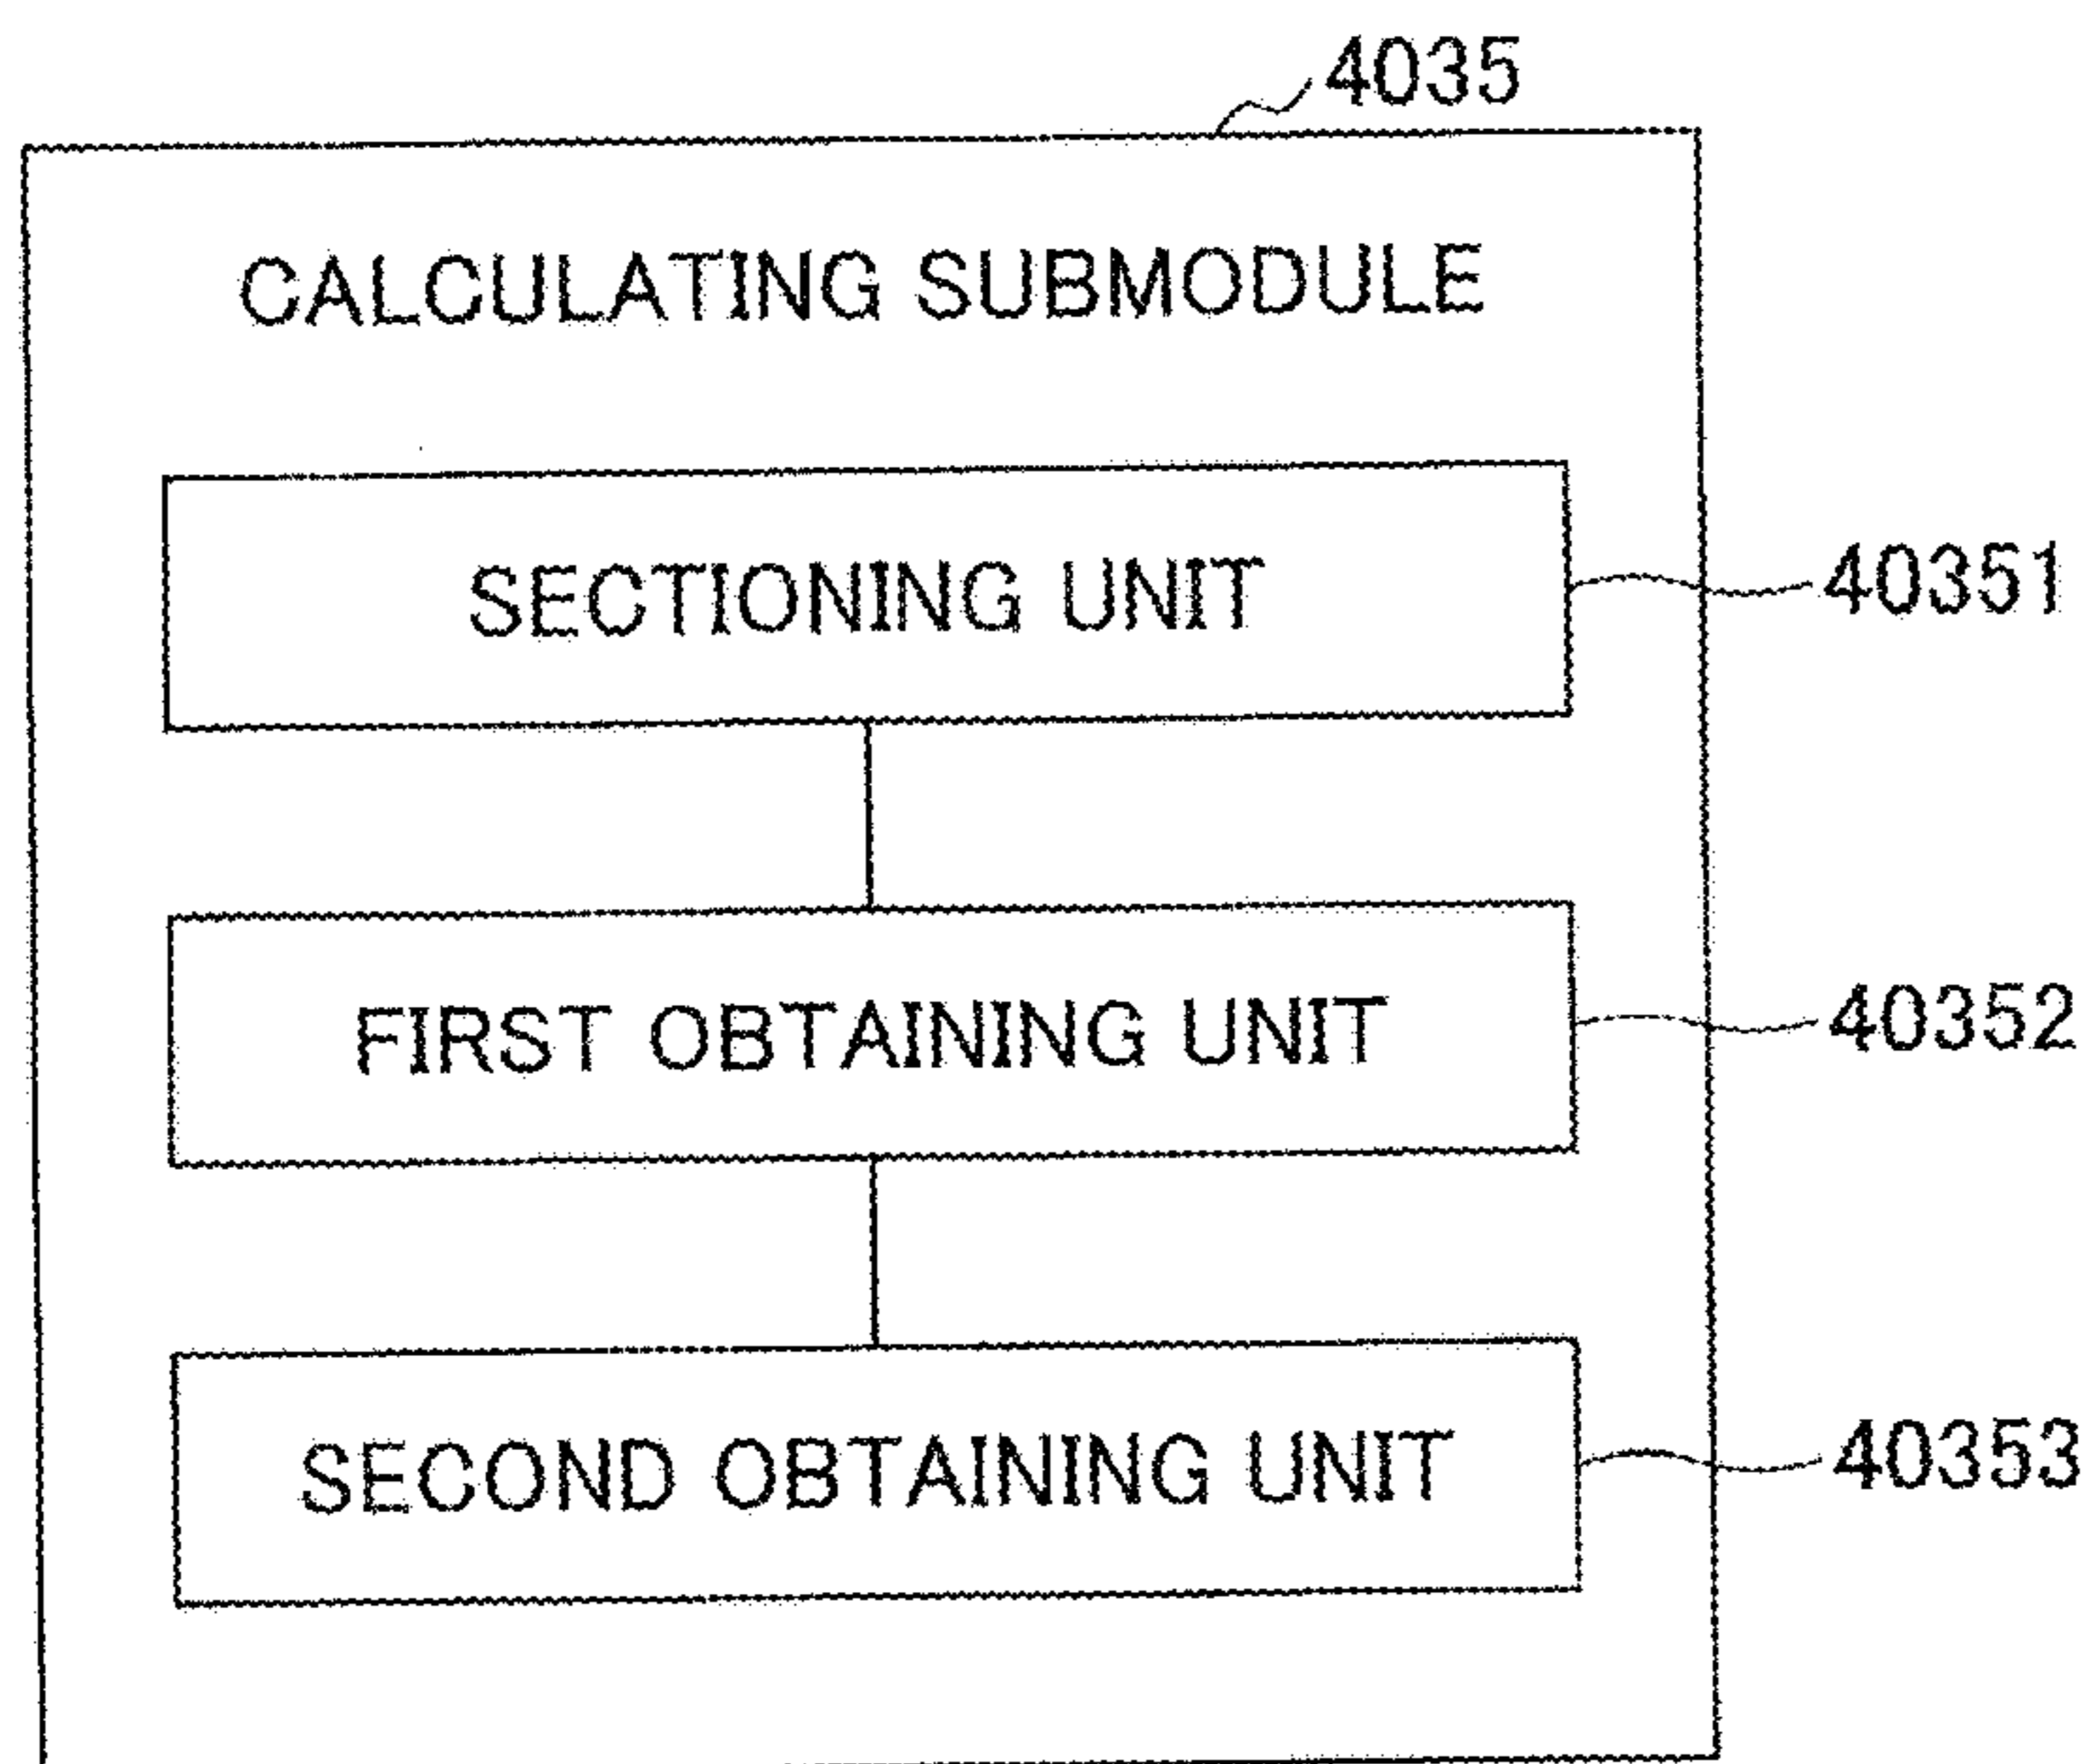 4035
CALCULATING SUBMODULE
SECTIONING UNIT
40351
FIRST OBTAINING UNIT
40352
SECOND OBTAINING UNIT
40353